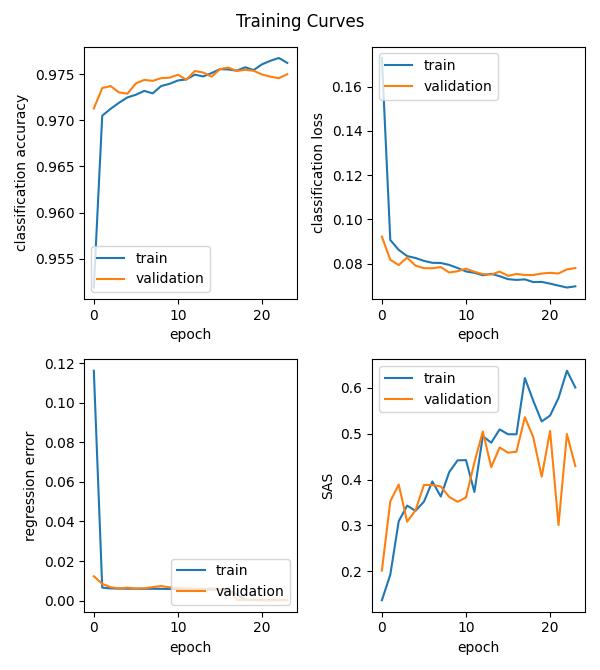 Training Curves
classification accuracy
0.975
0.970
0.965
0.960
0.955
train
validation
0 10 20
epoch
classification loss
0.16
0.14
0.12
0.10
0.08
train
validation
0 10 20
epoch
regression error
0.12
0.10
0.08
0.06
0.04
0.02
0.00
train
validation
0 10 20
epoch
SAS
0.6
0.5
0.4
0.3
0.2
train
validation
0 10 20
epoch